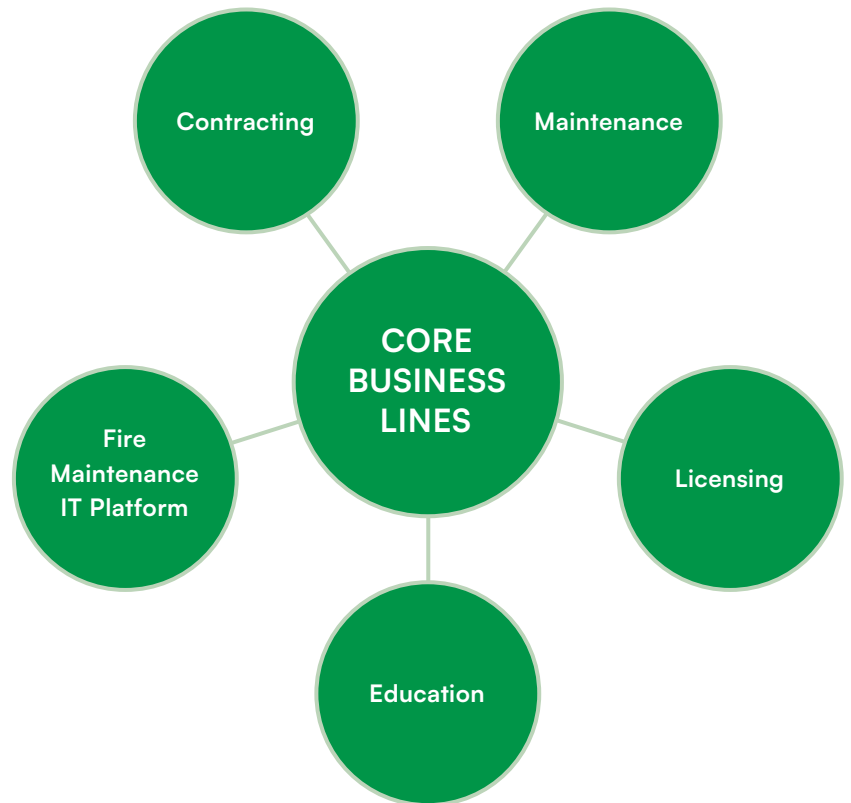 Contracting
Maintenance
CORE
BUSINESS
LINES
Fire
Maintenance
IT Platform
Licensing
Education